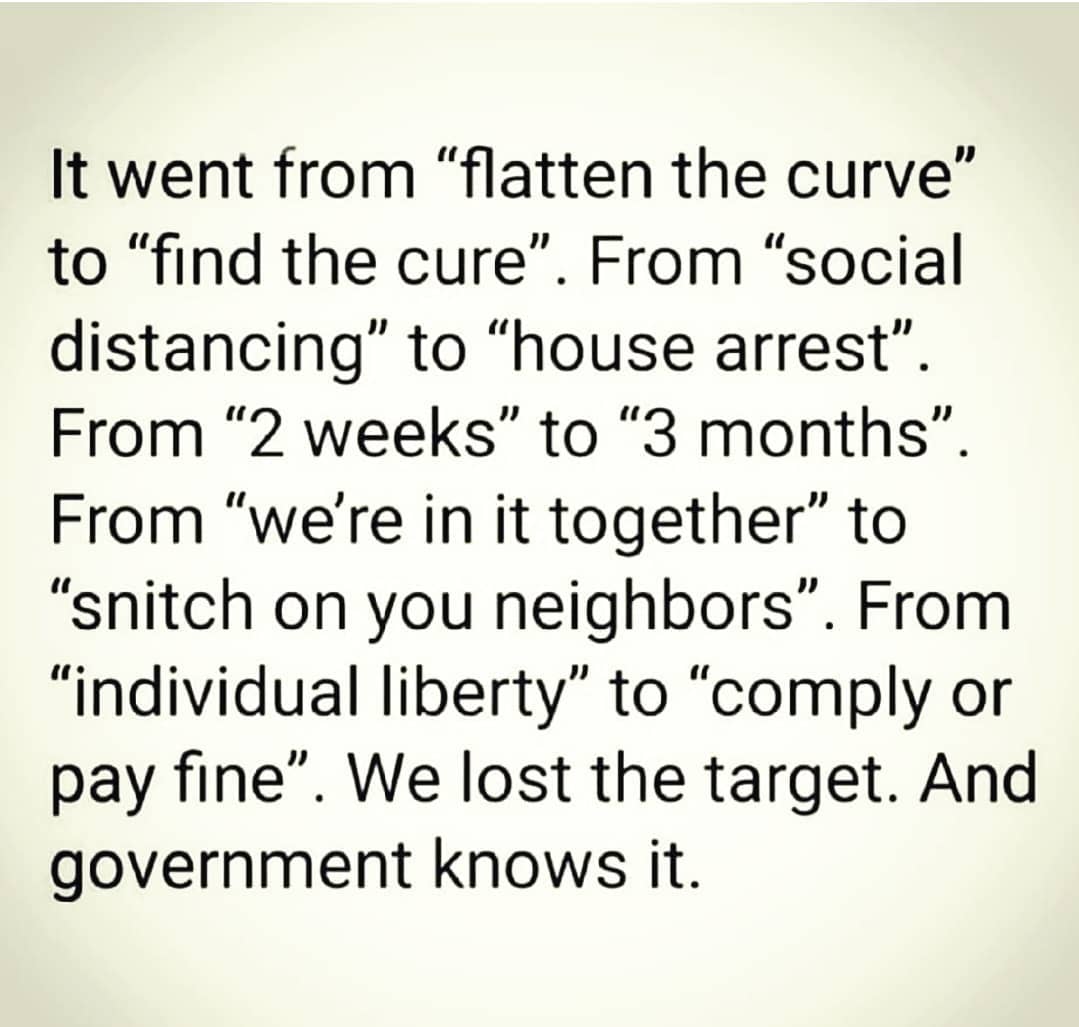 It went from “flatten the curve”
to “find the cure”. From “social
distancing” to “house arrest”.
From “2 weeks” to “3 months”.
From “we’re in it together” to
“snitch on you neighbors”. From
“individual liberty” to “comply or
pay fine”. We lost the target. And
government knows it.